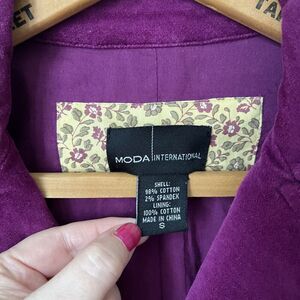 MODA INTERNATIONAL
SHELL:
98% COTTON
2% SPANDEX
LINING:
100% COTTON
MADE IN CHINA
S